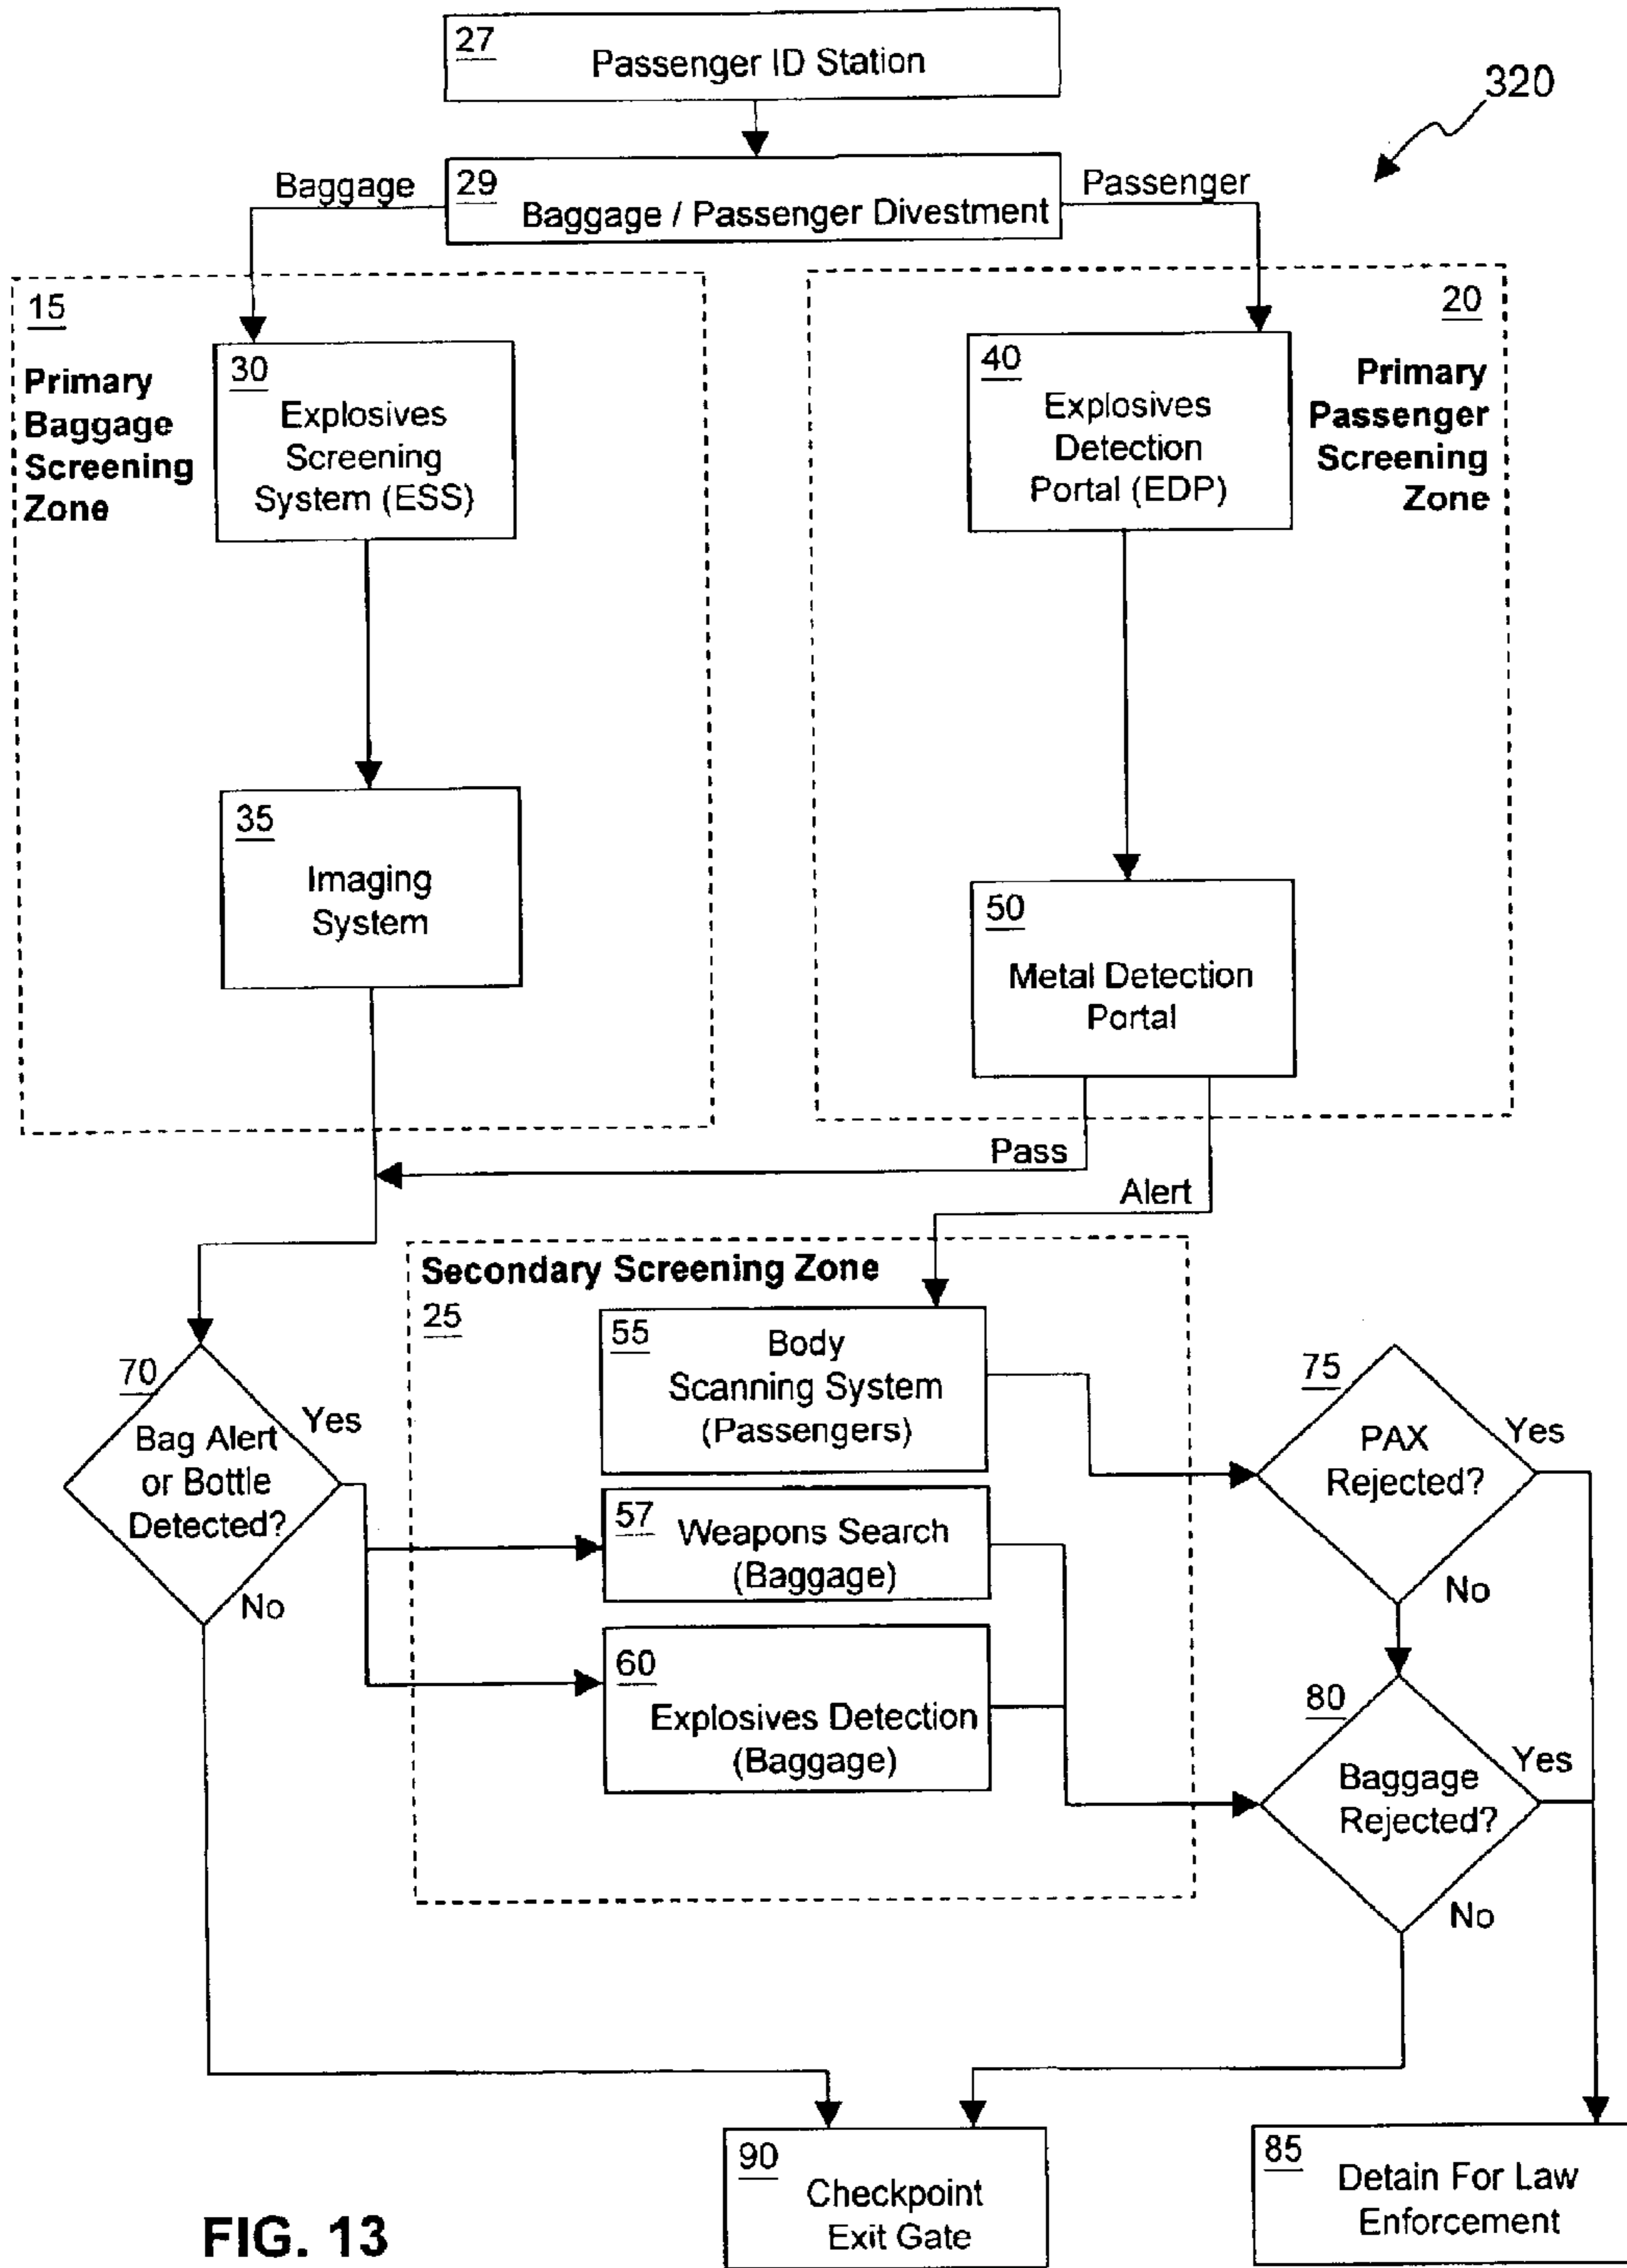 27
Passenger ID Station
320
Baggage
29
Baggage / Passenger Divestment
Passenger
15
Primary
Baggage
Screening
Zone
30
Explosives
Screening
System (ESS)
35
Imaging
System
20
Primary
Passenger
Screening
Zone
40
Explosives
Detection
Portal (EDP)
50
Metal Detection
Portal
Pass
Alert
Secondary Screening Zone
25
55
Body
Scanning System
(Passengers)
57
Weapons Search
(Baggage)
60
Explosives Detection
(Baggage)
70
Bag Alert
or Bottle
Detected?
Yes
No
75
PAX
Rejected?
Yes
No
80
Baggage
Rejected?
Yes
No
90
Checkpoint
Exit Gate
85
Detain For Law
Enforcement
FIG. 13